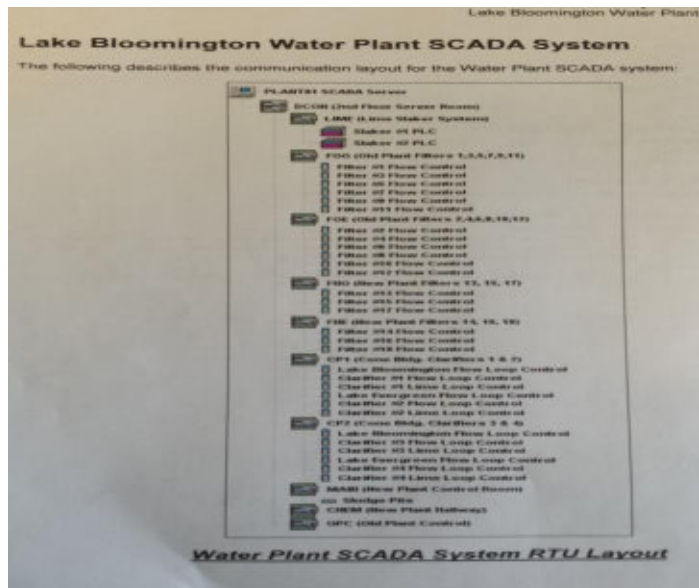 Lake Bloomington Water Plant
Lake Bloomington Water Plant SCADA System
The following describes the communication layout for the Water Plant SCADA system:
PLANT01 SCADA Server
DCOR (2nd Floor Server Room)
LIME (Lime Slaker System)
Slaker #1 PLC
Slaker #2 PLC
FOO (Old Plant Filters 1,3,5,7,9,11)
Filter #1 Flow Control
Filter #3 Flow Control
Filter #5 Flow Control
Filter #7 Flow Control
Filter #9 Flow Control
Filter #11 Flow Control
FOE (Old Plant Filters 2,4,6,8,10,12)
Filter #2 Flow Control
Filter #4 Flow Control
Filter #6 Flow Control
Filter #8 Flow Control
Filter #10 Flow Control
Filter #12 Flow Control
(New Plant Filters 13, 15, 17)
Filter #13 Flow Control
Filter #15 Flow Control
Filter #17 Flow Control
(New Plant Filters 14, 16, 18)
Filter #14 Flow Control
Filter #16 Flow Control
Filter #18 Flow Control
CP1 (Cone Bldg. Clarifiers 1 & 2)
Lake Bloomington Flow Loop Control
Clarifier #1 Flow Loop Control
Clarifier #1 Lime Loop Control
Lake Evergreen Flow Loop Control
Clarifier #2 Flow Loop Control
Clarifier #2 Lime Loop Control
CP2 (Cone Bldg. Clarifiers 3 & 4)
Lake Bloomington Flow Loop Control
Clarifier #3 Flow Loop Control
Clarifier #3 Lime Loop Control
Lake Evergreen Flow Loop Control
Clarifier #4 Flow Loop Control
Clarifier #4 Lime Loop Control
(New Plant Control Room)
Sludge Pits
CHEM (New Plant Hallway)
OPC (Old Plant Control)
Water Plant SCADA System RTU Layout